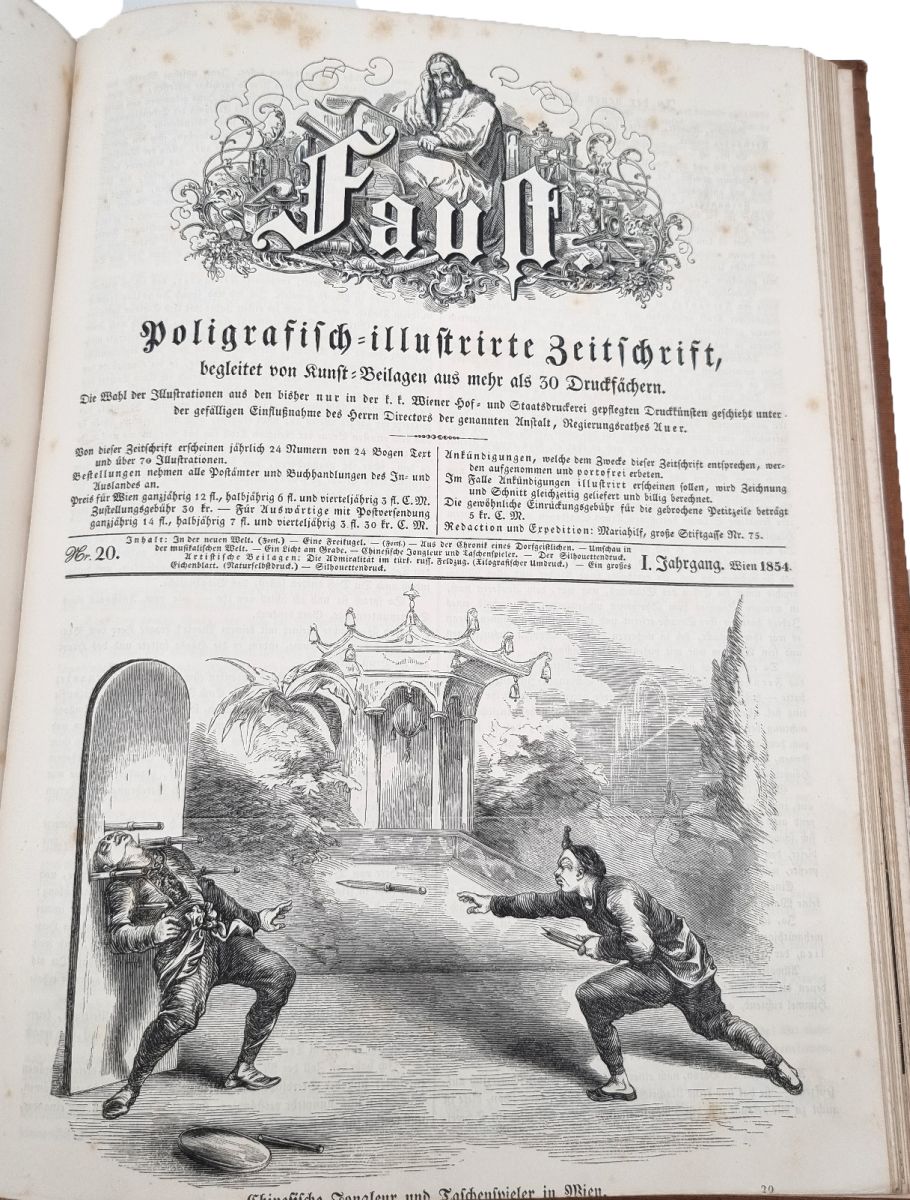 Faust.
Poligrafisch-illustrirte Zeitschrift,
begleitet von Kunst-Beilagen aus mehr als 30 Druckfächern.
Die Wahl der Illustrationen aus den bisher nur in der k. k. Wiener Hof- und Staatsdruckerei gepflegten Druckkünsten geschieht unter
der gefälligen Einflußnahme des Herrn Directors der genannten Anstalt, Regierungsrathes Auer.
Von dieser Zeitschrift erscheinen jährlich 24 Numern von 24 Bogen Text
und über 70 Illustrationen.
Bestellungen nehmen alle Postämter und Buchhandlungen des In- und
Auslandes an.
Preis für Wien ganzjährig 12 fl., halbjährig 6 fl. und vierteljährig 3 fl. C. M.
Zustellungsgebühr 30 kr. — Für Auswärtige mit Postversendung
ganzjährig 14 fl., halbjährig 7 fl. und vierteljährig 3 fl. 30 kr. C. M.
Ankündigungen, welche dem Zwecke dieser Zeitschrift entsprechen, wer-
den aufgenommen und portofrei erbeten.
Im Falle Ankündigungen illustrirt erscheinen sollen, wird Zeichnung
und Schnitt gleichzeitig geliefert und billig berechnet.
Die gewöhnliche Einrückungsgebühr für die gebrochene Petitzeile beträgt
5 kr. C. M.
Redaction und Expedition: Mariahilf, große Stiftgasse Nr. 75.
Nr. 20.
Inhalt: In der neuen Welt. (Forts.) — Eine Freikugel. — (Forts.) — Aus der Chronik eines Dorfgeistlichen. — Umschau in
der musikalischen Welt. — Ein Licht am Grabe. — Chinesische Jongleur und Taschenspieler. — Der Silhouettendruck.
Artistische Beilagen: Die Admiralität im türk. russ. Feldzug. (Xilografischer Umdruck.) — Ein großes
Eichenblatt. (Naturselbstdruck.) — Silhouettendruck.
I. Jahrgang. Wien 1854.
Chinesische Jongleur und Taschenspieler in Wien.
39